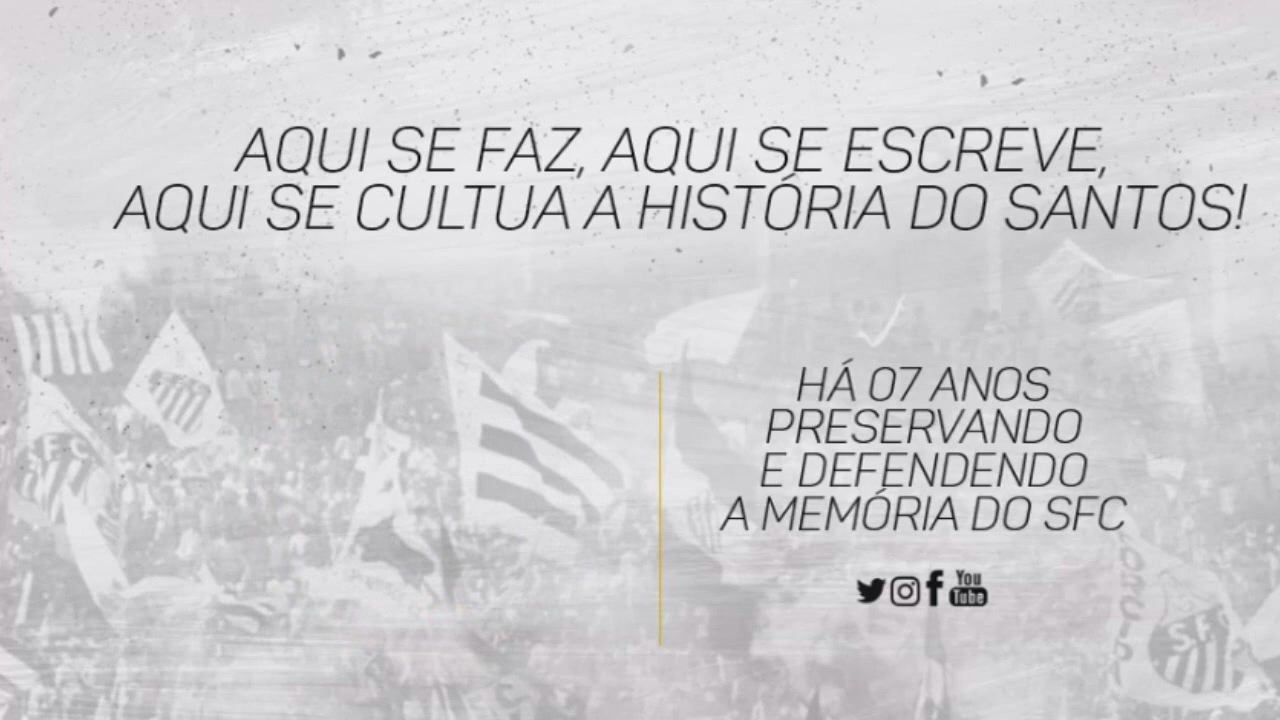 AQUI SE FAZ, AQUI SE ESCREVE,
AQUI SE CULTUA A HISTÓRIA DO SANTOS!
HÁ 07 ANOS
PRESERVANDO
E DEFENDENDO
A MEMÓRIA DO SFC
You
Tube
SFC
S.F.